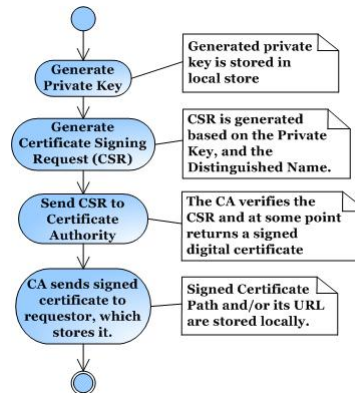 Generate
Private Key
Generated private
key is stored in
local store
Generate
Certificate Signing
Request (CSR)
CSR is generated
based on the Private
Key, and the
Distinguished Name.
Send CSR to
Certificate
Authority
The CA verifies the
CSR and at some point
returns a signed
digital certificate
CA sends signed
certificate to
requestor, which
stores it.
Signed Certificate
Path and/or its URL
are stored locally.